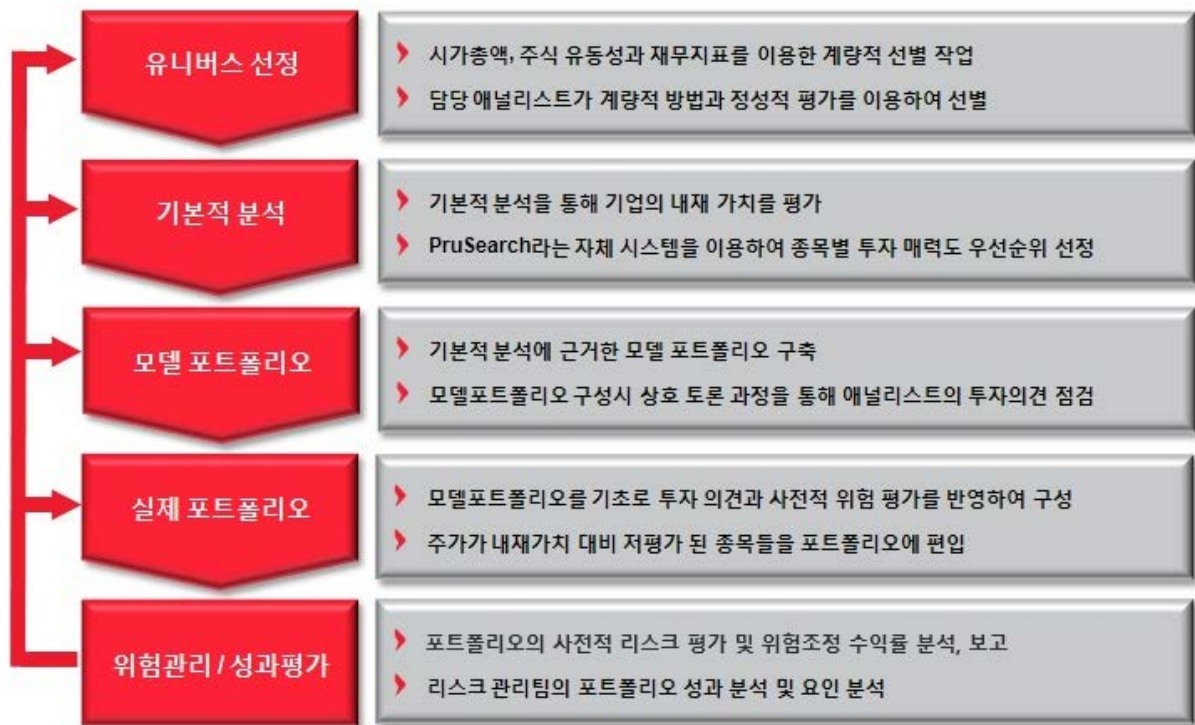 유니버스 선정
시가총액, 주식 유동성과 재무지표를 이용한 계량적 선별 작업
담당 애널리스트가 계량적 방법과 정성적 평가를 이용하여 선별
기본적 분석
기본적 분석을 통해 기업의 내재 가치를 평가
PruSearch라는 자체 시스템을 이용하여 종목별 투자 매력도 우선순위 선정
모델 포트폴리오
기본적 분석에 근거한 모델 포트폴리오 구축
모델포트폴리오 구성시 상호 토론 과정을 통해 애널리스트의 투자의견 점검
실제 포트폴리오
모델포트폴리오를 기초로 투자 의견과 사전적 위험 평가를 반영하여 구성
주가가 내재가치 대비 저평가 된 종목들을 포트폴리오에 편입
위험관리 / 성과평가
포트폴리오의 사전적 리스크 평가 및 위험조정 수익률 분석, 보고
리스크 관리팀의 포트폴리오 성과 분석 및 요인 분석